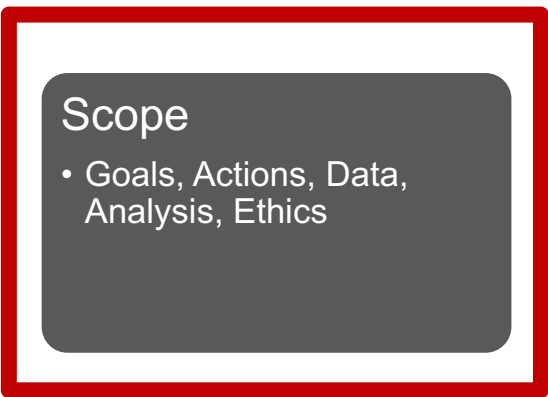 Scope
• Goals, Actions, Data,
Analysis, Ethics